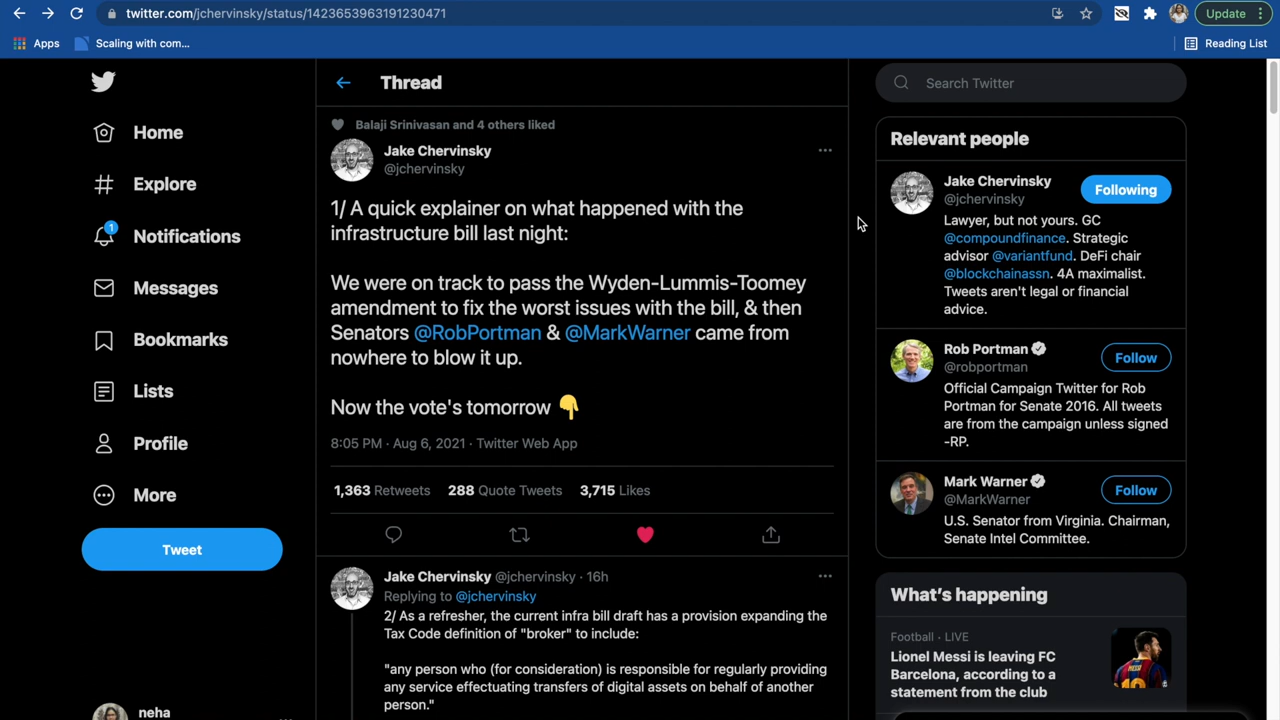 twitter.com/jchervinsky/status/1423653963191230471
Update
Apps
Scaling with com...
Reading List
Home
Explore
1
Notifications
Messages
Bookmarks
Lists
Profile
More
Tweet
neha
Thread
Balaji Srinivasan and 4 others liked
Jake Chervinsky
@jchervinsky
1/ A quick explainer on what happened with the
infrastructure bill last night:
We were on track to pass the Wyden-Lummis-Toomey
amendment to fix the worst issues with the bill, & then
Senators @RobPortman & @MarkWarner came from
nowhere to blow it up.
Now the vote's tomorrow 👇
8:05 PM · Aug 6, 2021 · Twitter Web App
1,363 Retweets 288 Quote Tweets 3,715 Likes
Jake Chervinsky @jchervinsky · 16h
Replying to @jchervinsky
2/ As a refresher, the current infra bill draft has a provision expanding the
Tax Code definition of "broker" to include:
"any person who (for consideration) is responsible for regularly providing
any service effectuating transfers of digital assets on behalf of another
person."
Search Twitter
Relevant people
Jake Chervinsky
@jchervinsky
Following
Lawyer, but not yours. GC
@compoundfinance. Strategic
advisor @variantfund. DeFi chair
@blockchainassn. 4A maximalist.
Tweets aren't legal or financial
advice.
Rob Portman
@robportman
Follow
Official Campaign Twitter for Rob
Portman for Senate 2016. All tweets
are from the campaign unless signed
-RP.
Mark Warner
@MarkWarner
Follow
U.S. Senator from Virginia. Chairman,
Senate Intel Committee.
What's happening
Football · LIVE
Lionel Messi is leaving FC
Barcelona, according to a
statement from the club